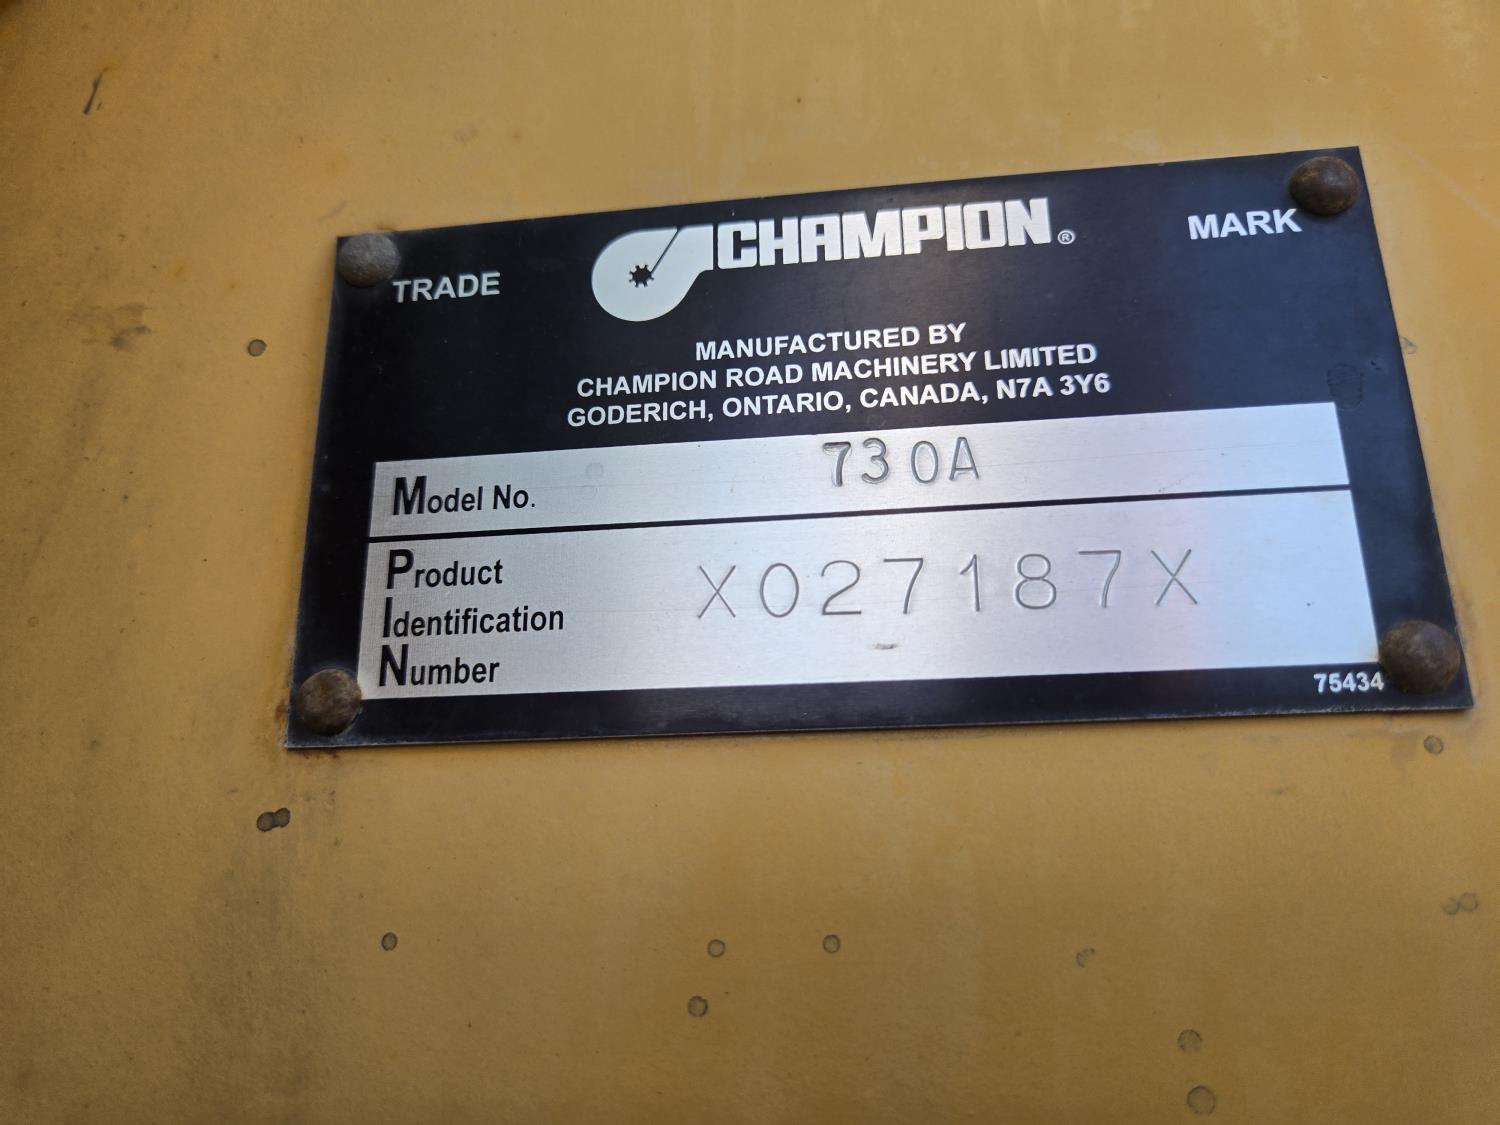 TRADE CHAMPION® MARK
MANUFACTURED BY
CHAMPION ROAD MACHINERY LIMITED
GODERICH, ONTARIO, CANADA, N7A 3Y6
Model No. 730A
Product
Identification X027187X
Number
75434